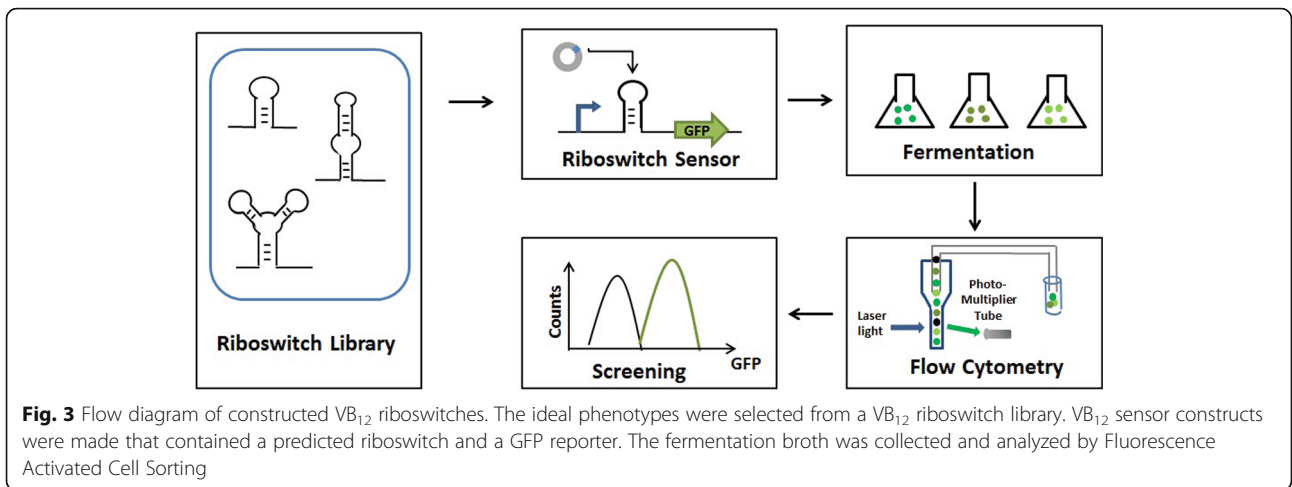 Riboswitch Library
GFP
Riboswitch Sensor
Fermentation
Laser
light
Photo-
Multiplier
Tube
Flow Cytometry
Counts
GFP
Screening
Fig. 3 Flow diagram of constructed VB12 riboswitches. The ideal phenotypes were selected from a VB12 riboswitch library. VB12 sensor constructs
were made that contained a predicted riboswitch and a GFP reporter. The fermentation broth was collected and analyzed by Fluorescence
Activated Cell Sorting